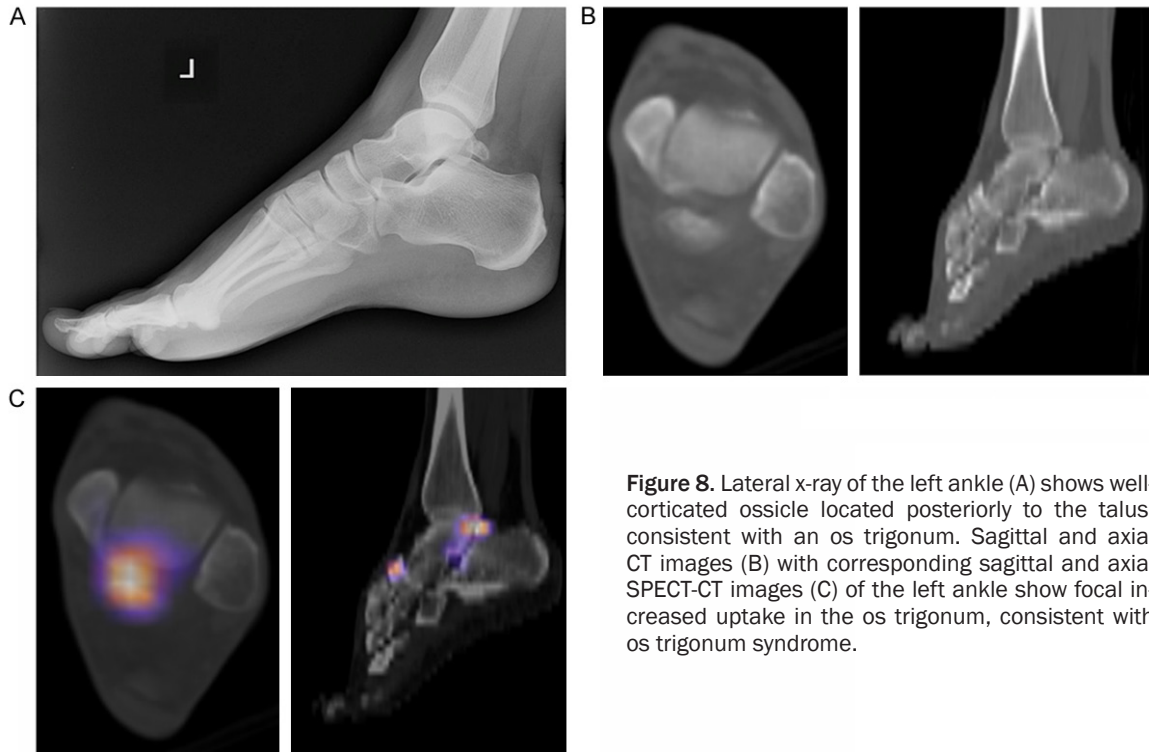 A
L
B
C
Figure 8. Lateral x-ray of the left ankle (A) shows well
corticated ossicle located posteriorly to the talus
consistent with an os trigonum. Sagittal and axia
CT images (B) with corresponding sagittal and axia
SPECT-CT images (C) of the left ankle show focal in-
creased uptake in the os trigonum, consistent with
os trigonum syndrome.